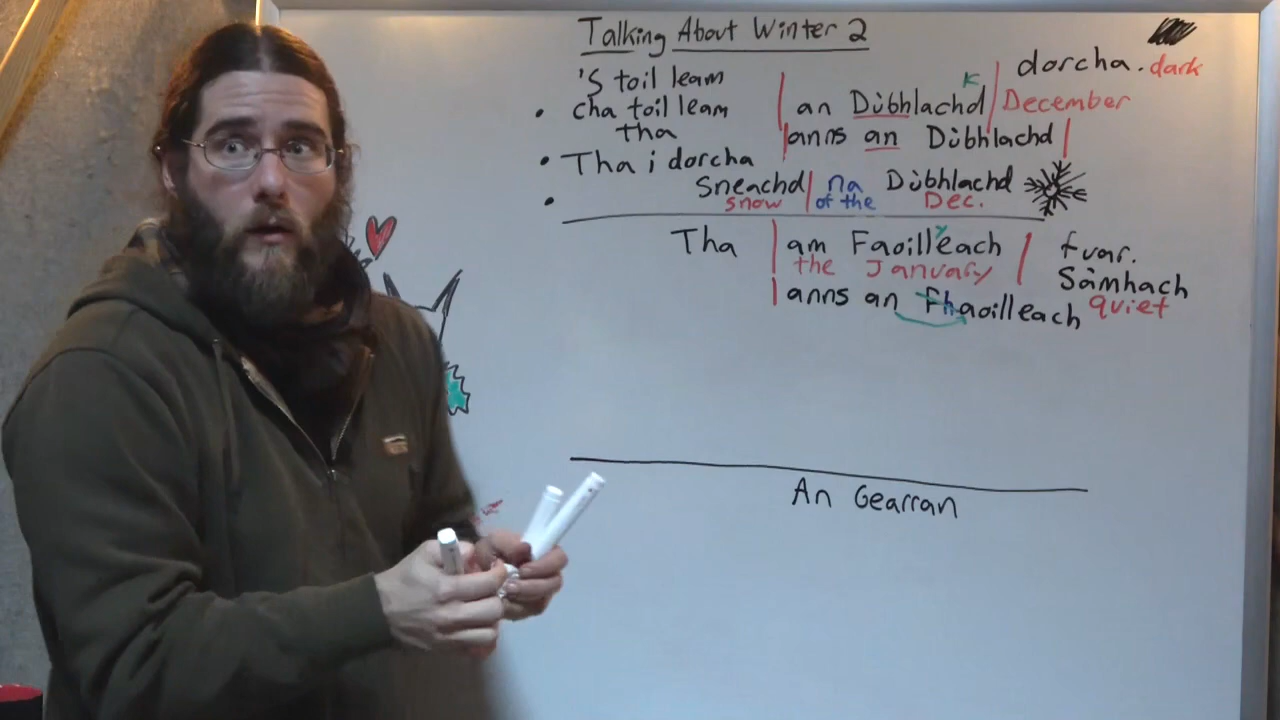 Talking About Winter 2
'S toil leam
dorcha. dark
K
• cha toil leam | an Dùbhlachd | December
tha | anns an Dùbhlachd |
• Tha i dorcha
• Sneachd | na Dùbhlachd
snow of the Dec.
Tha | am Faoilleach | fuar.
the January
Sàmhach
| anns an Fhaoilleach quiet
An Gearran